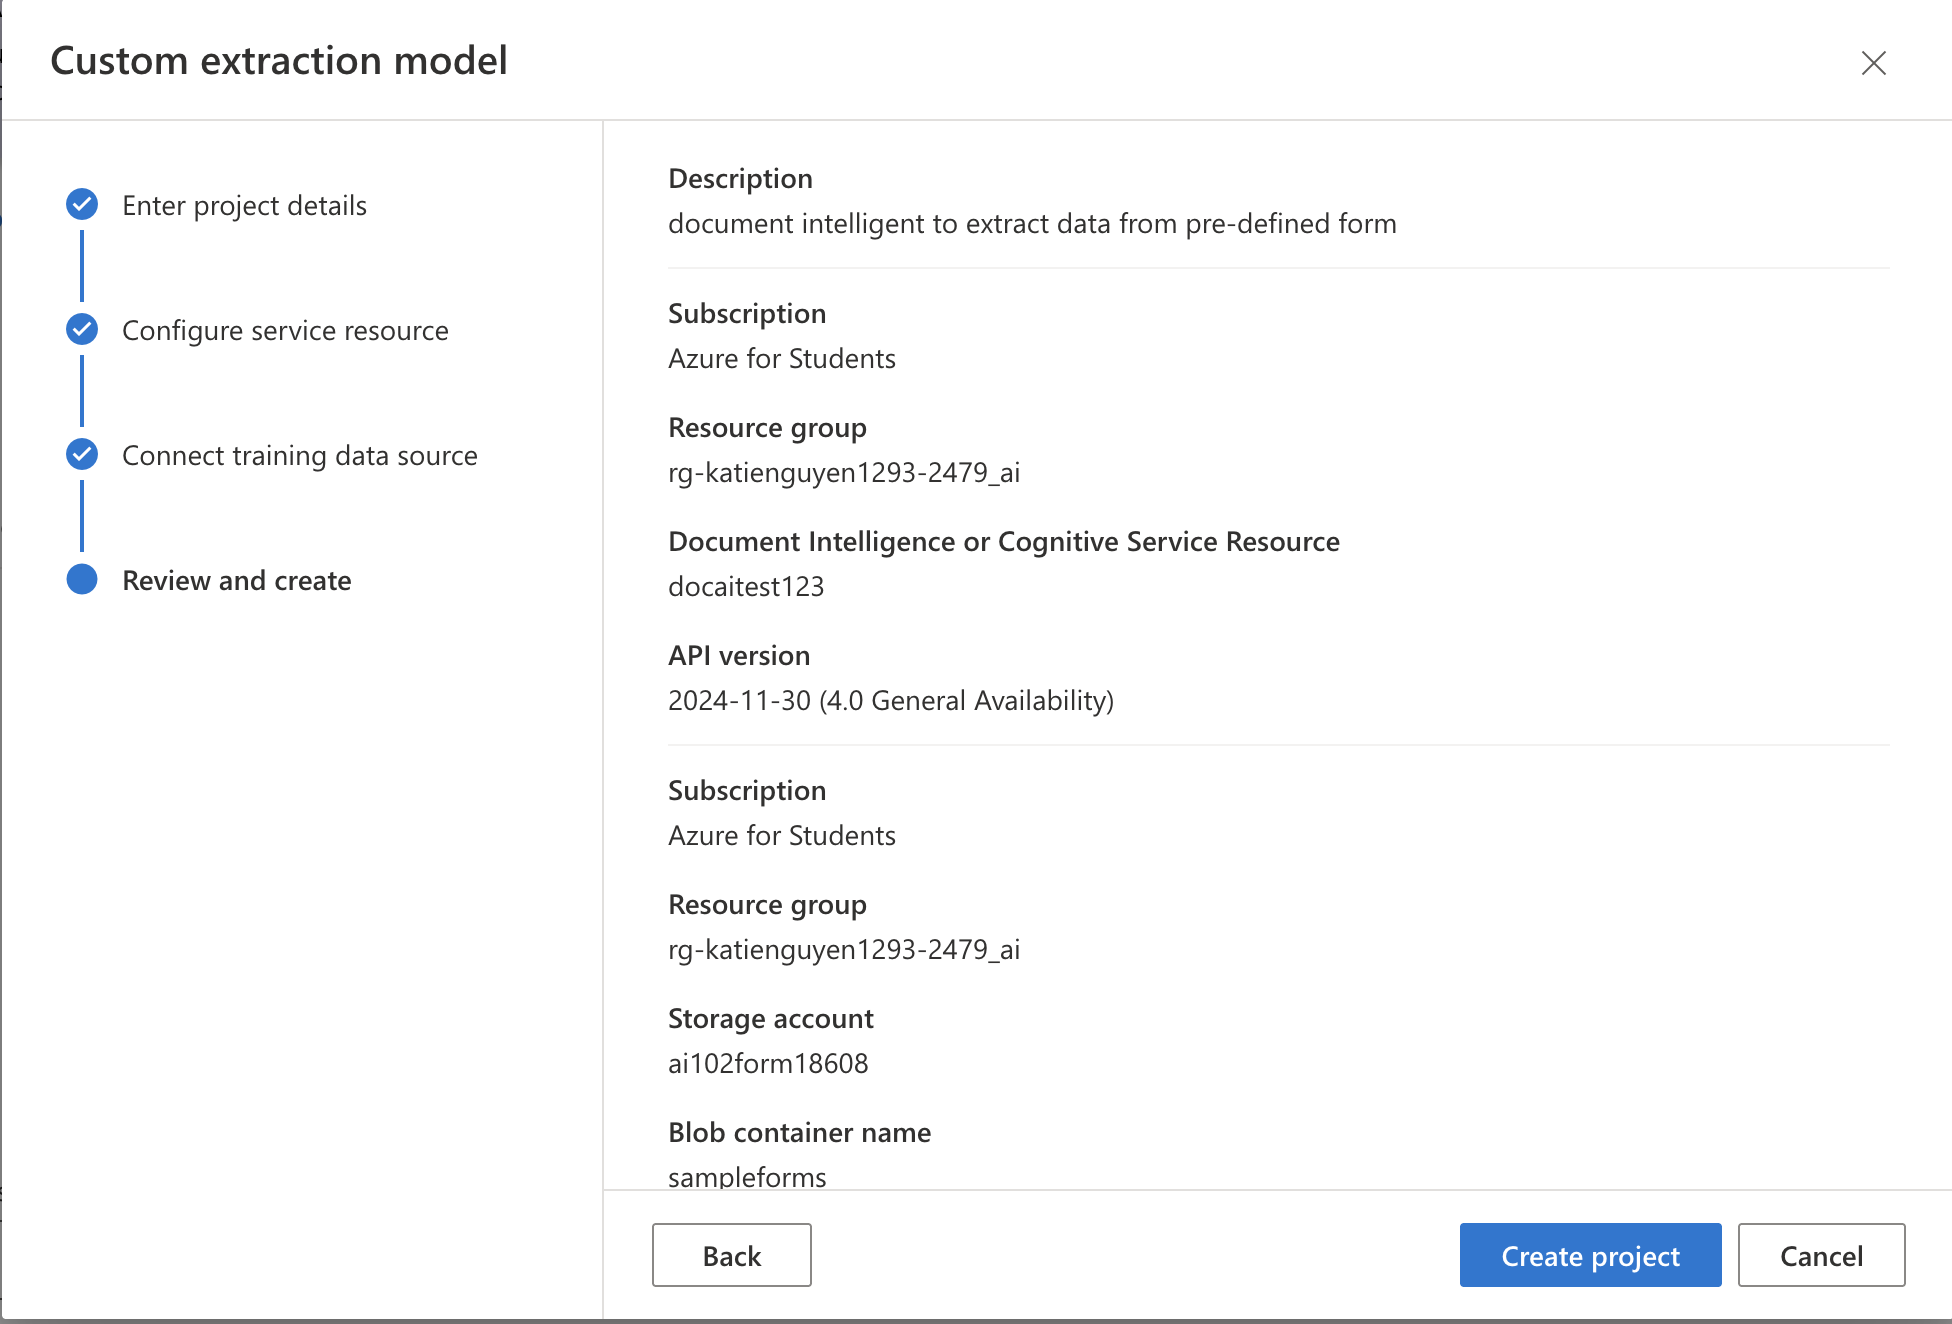 Custom extraction model
Enter project details
Configure service resource
Connect training data source
Review and create
Description
document intelligent to extract data from pre-defined form
Subscription
Azure for Students
Resource group
rg-katienguyen1293-2479_ai
Document Intelligence or Cognitive Service Resource
docaitest123
API version
2024-11-30 (4.0 General Availability)
Subscription
Azure for Students
Resource group
rg-katienguyen1293-2479_ai
Storage account
ai102form18608
Blob container name
sampleforms
Back
Create project
Cancel